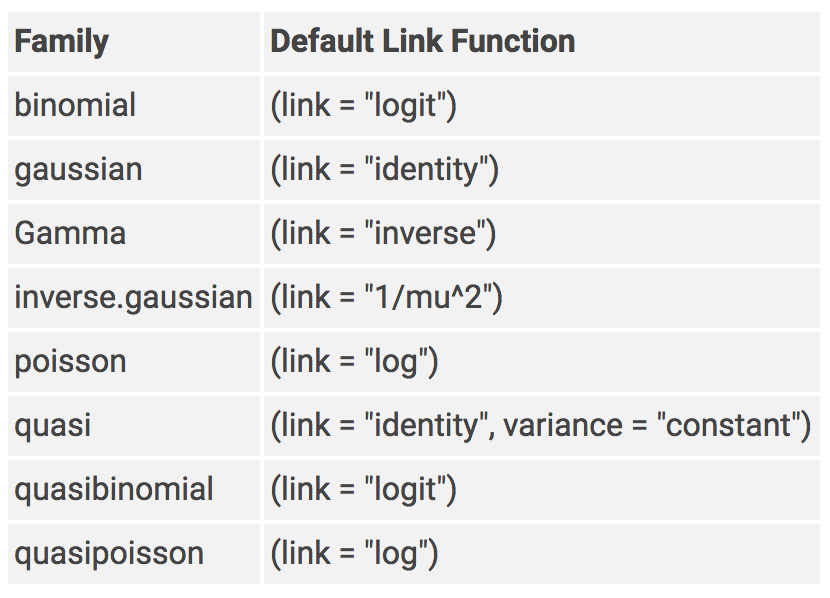 Family Default Link Function
binomial (link = "logit")
gaussian (link = "identity")
Gamma (link = "inverse")
inverse.gaussian (link = "1/mu^2")
poisson (link = "log")
quasi (link = "identity", variance = "constant")
quasibinomial (link = "logit")
quasipoisson (link = "log")